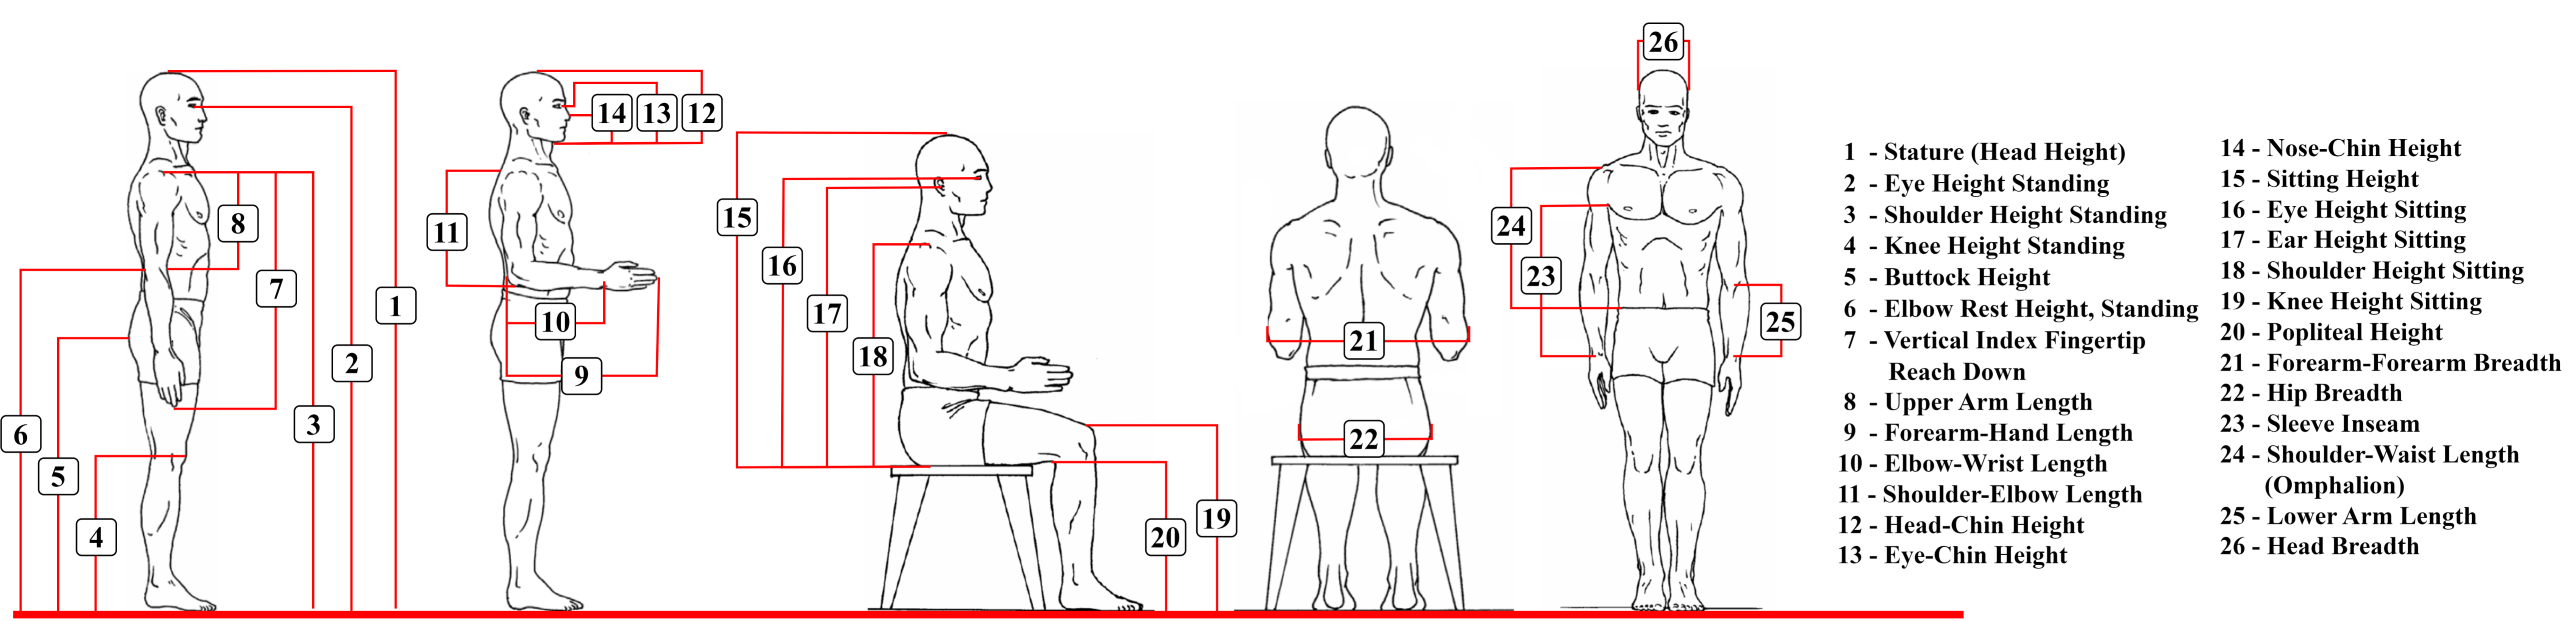 26
14
13
12
8
11
15
24
16
23
7
1
10
17
25
21
18
2
9
3
6
22
5
19
4
20
1 - Stature (Head Height)
2 - Eye Height Standing
3 - Shoulder Height Standing
4 - Knee Height Standing
5 - Buttock Height
6 - Elbow Rest Height, Standing
7 - Vertical Index Fingertip
Reach Down
8 - Upper Arm Length
9 - Forearm-Hand Length
10 - Elbow-Wrist Length
11 - Shoulder-Elbow Length
12 - Head-Chin Height
13 - Eye-Chin Height
14 - Nose-Chin Height
15 - Sitting Height
16 - Eye Height Sitting
17 - Ear Height Sitting
18 - Shoulder Height Sitting
19 - Knee Height Sitting
20 - Popliteal Height
21 - Forearm-Forearm Breadth
22 - Hip Breadth
23 - Sleeve Inseam
24 - Shoulder-Waist Length
(Omphalion)
25 - Lower Arm Length
26 - Head Breadth